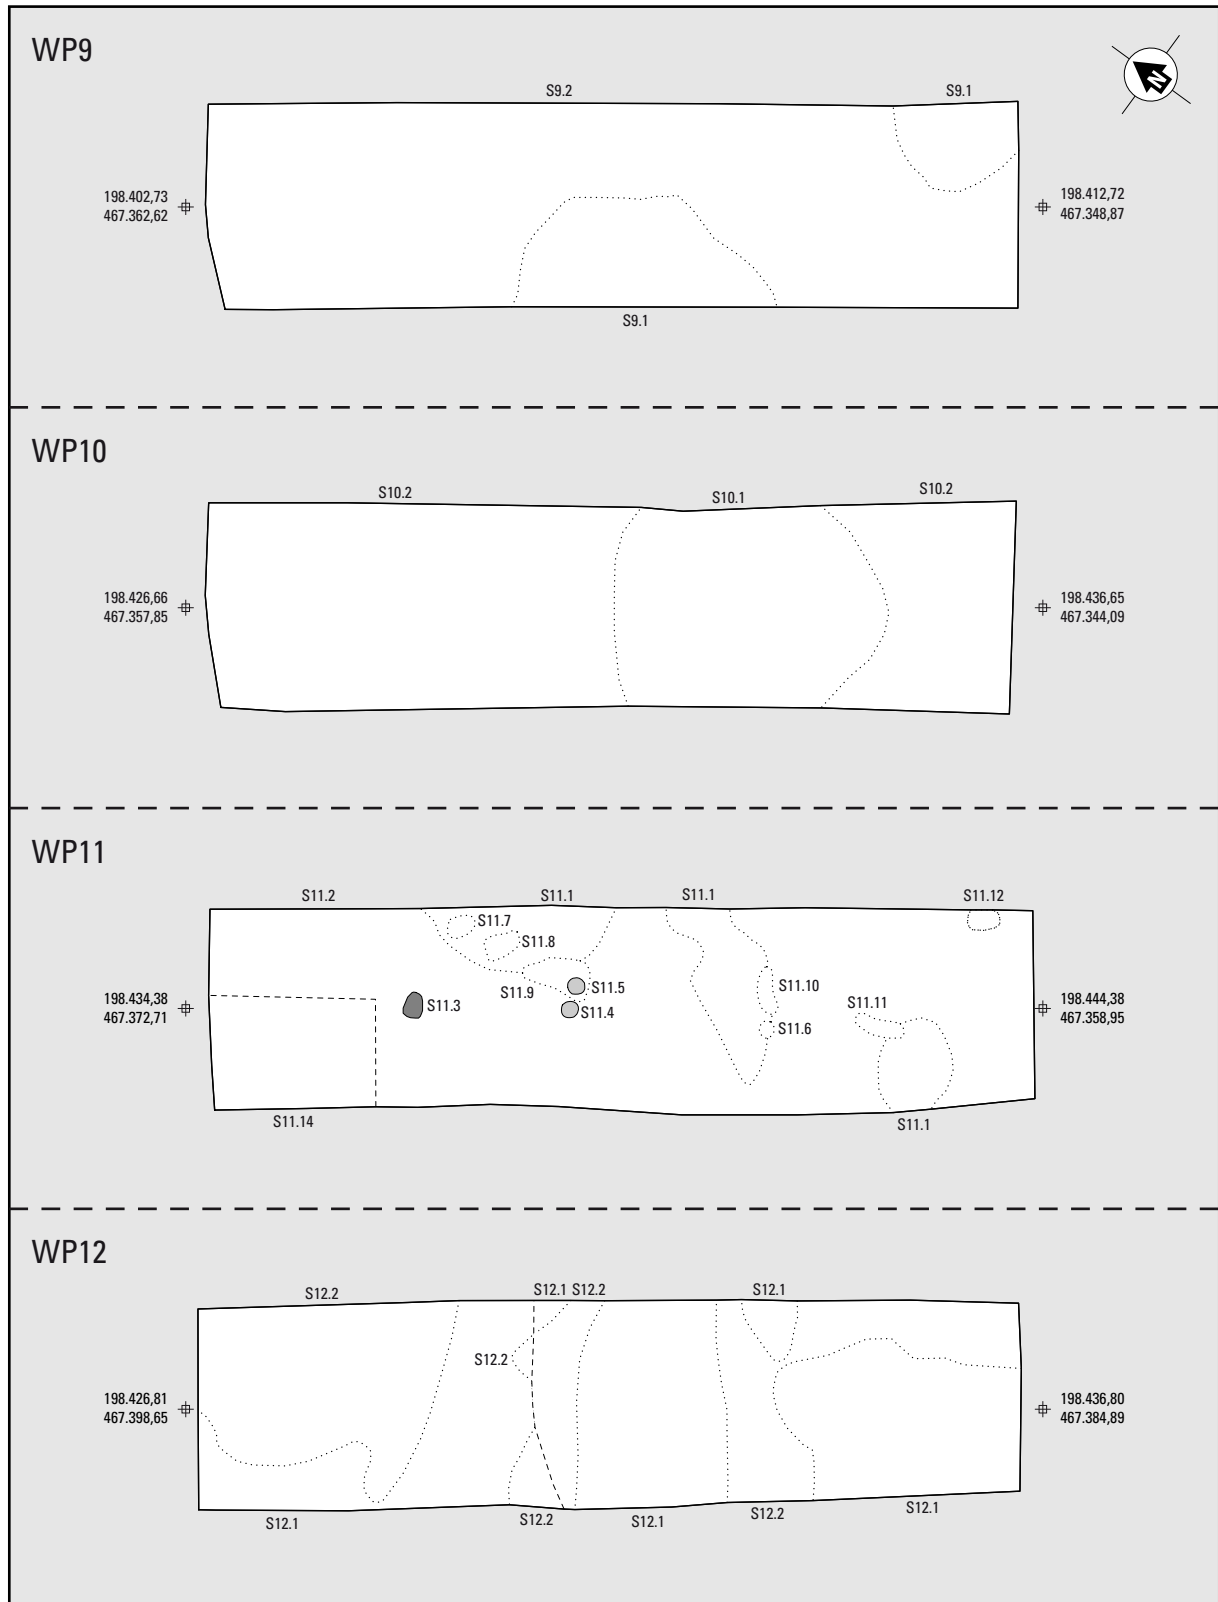 WP9
N
S9.2
S9.1
198.402,73
467.362,62
198.412,72
467.348,87
S9.1
WP10
S10.2
S10.1
S10.2
198.426,66
467.357,85
198.436,65
467.344,09
WP11
S11.2
S11.1
S11.1
S11.12
S11.7
S11.8
S11.9
S11.5
S11.10
198.434,38
467.372,71
S11.3
S11.4
S11.6
S11.11
198.444,38
467.358,95
S11.14
S11.1
WP12
S12.2
S12.1 S12.2
S12.1
S12.2
198.426,81
467.398,65
198.436,80
467.384,89
S12.1
S12.2
S12.1
S12.2
S12.1